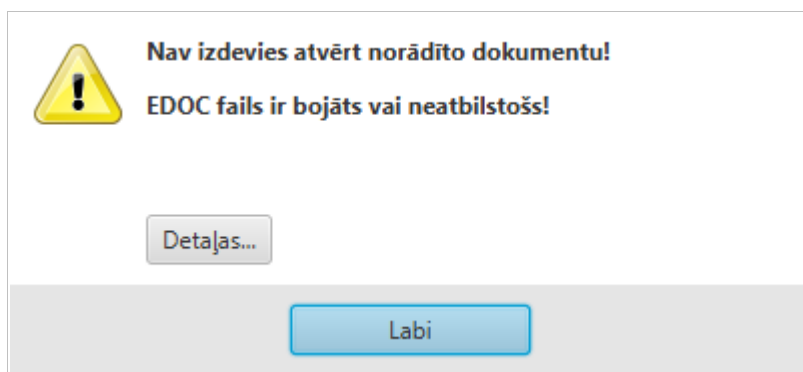 Nav izdevies atvērt norādīto dokumentu!
EDOC fails ir bojāts vai neatbilstošs!
Detaļas...
Labi